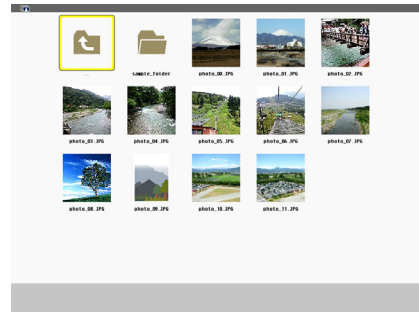 ...
sample_folder
photo_00.JPG
photo_01.JPG
photo_02.JPG
photo_03.JPG
photo_04.JPG
photo_05.JPG
photo_06.JPG
photo_07.JPG
photo_08.JPG
photo_09.JPG
photo_10.JPG
photo_11.JPG